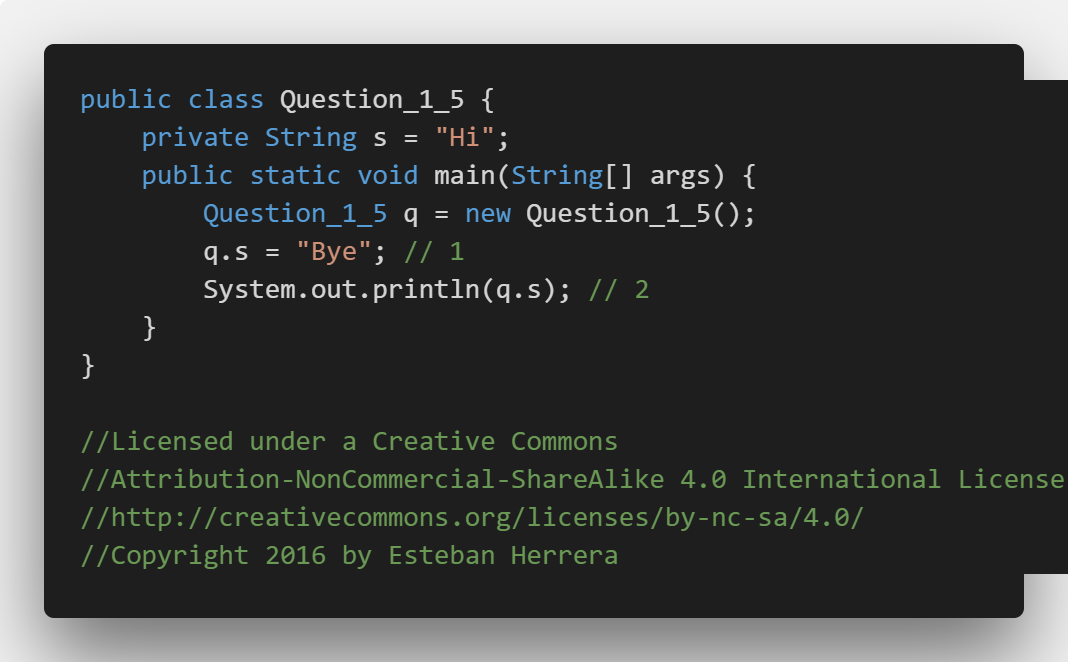 public class Question_1_5 {
    private String s = "Hi";
    public static void main(String[] args) {
        Question_1_5 q = new Question_1_5();
        q.s = "Bye"; // 1
        System.out.println(q.s); // 2
    }
}

//Licensed under a Creative Commons
//Attribution-NonCommercial-ShareAlike 4.0 International License
//http://creativecommons.org/licenses/by-nc-sa/4.0/
//Copyright 2016 by Esteban Herrera